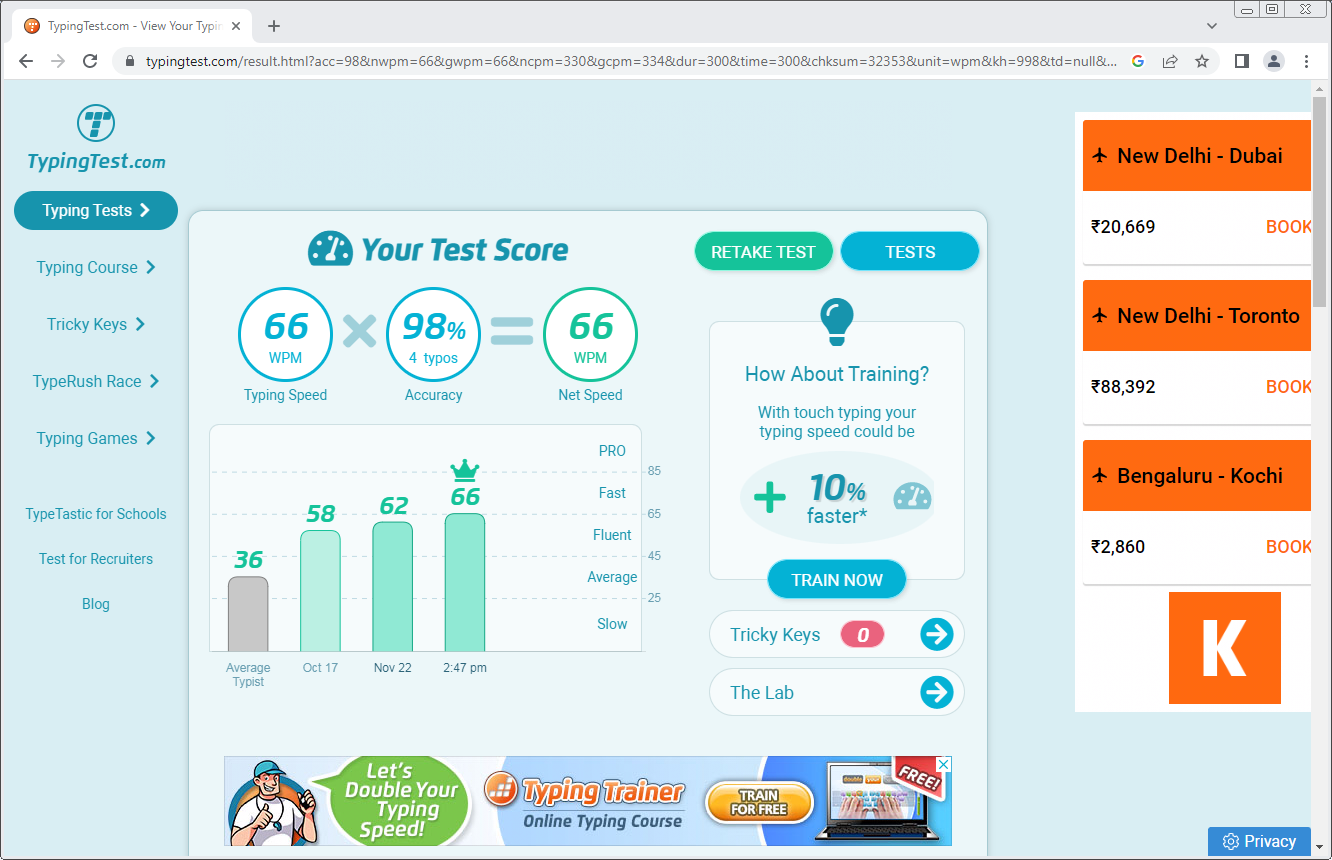 TypingTest.com - View Your Typin
typingtest.com/result.html?acc=98&nwpm=66&gwpm=66&ncpm=330&gcpm=334&dur=300&time=300&chksum=32353&unit=wpm&kh=998&td=null&...
TypingTest.com
Typing Tests
Typing Course
Tricky Keys
TypeRush Race
Typing Games
TypeTastic for Schools
Test for Recruiters
Blog
Your Test Score
RETAKE TEST
TESTS
66
WPM
Typing Speed
98%
4 typos
Accuracy
66
WPM
Net Speed
PRO
85
Fast
65
Fluent
45
Average
25
Slow
36
58
62
66
Average
Typist
Oct 17
Nov 22
2:47 pm
How About Training?
With touch typing your
typing speed could be
10%
faster*
TRAIN NOW
Tricky Keys 0
The Lab
New Delhi - Dubai
₹20,669 BOOK
New Delhi - Toronto
₹88,392 BOOK
Bengaluru - Kochi
₹2,860 BOOK
K
Let's
Double Your
Typing
Speed!
Typing Trainer
Online Typing Course
TRAIN
FOR FREE
double your
FREE!
Privacy